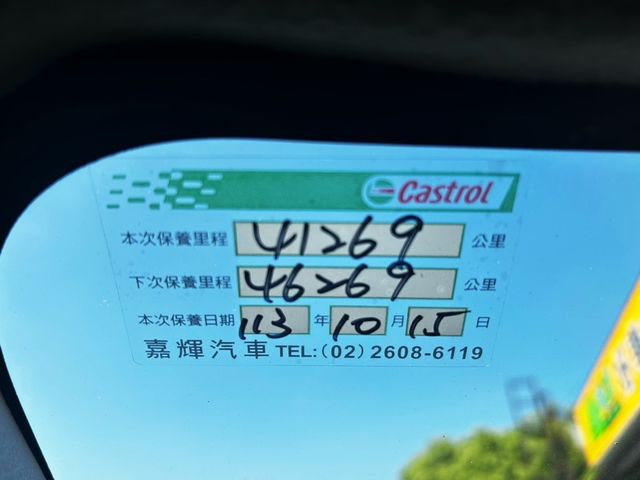 Castrol
本次保養里程 41269 公里
下次保養里程 46269 公里
本次保養日期 113 年 10 月 15 日
嘉輝汽車 TEL:(02)2608-6119